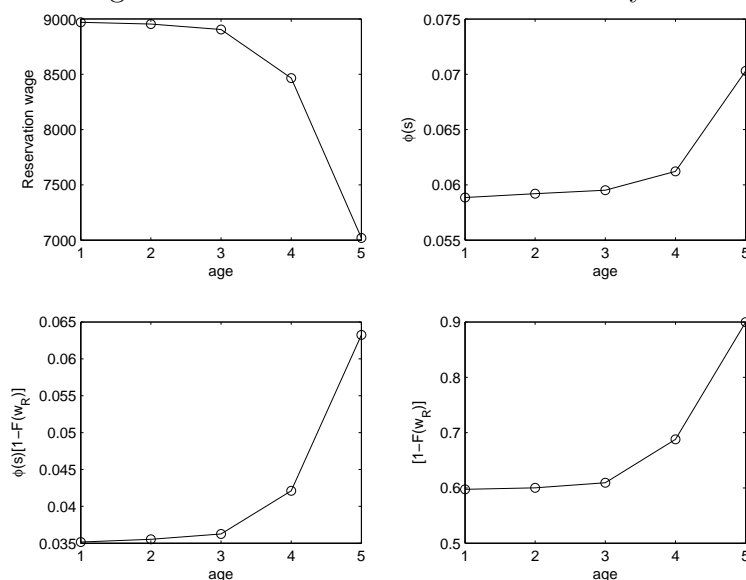 9000
8500
8000
7500
7000
Reservation wage
1 2 3 4 5
age
0.075
0.07
0.065
0.06
0.055
ϕ(s)
1 2 3 4 5
age
0.065
0.06
0.055
0.05
0.045
0.04
0.035
ϕ(s)[1−F(w_R)]
1 2 3 4 5
age
0.9
0.8
0.7
0.6
0.5
[1−F(w_R)]
1 2 3 4 5
age